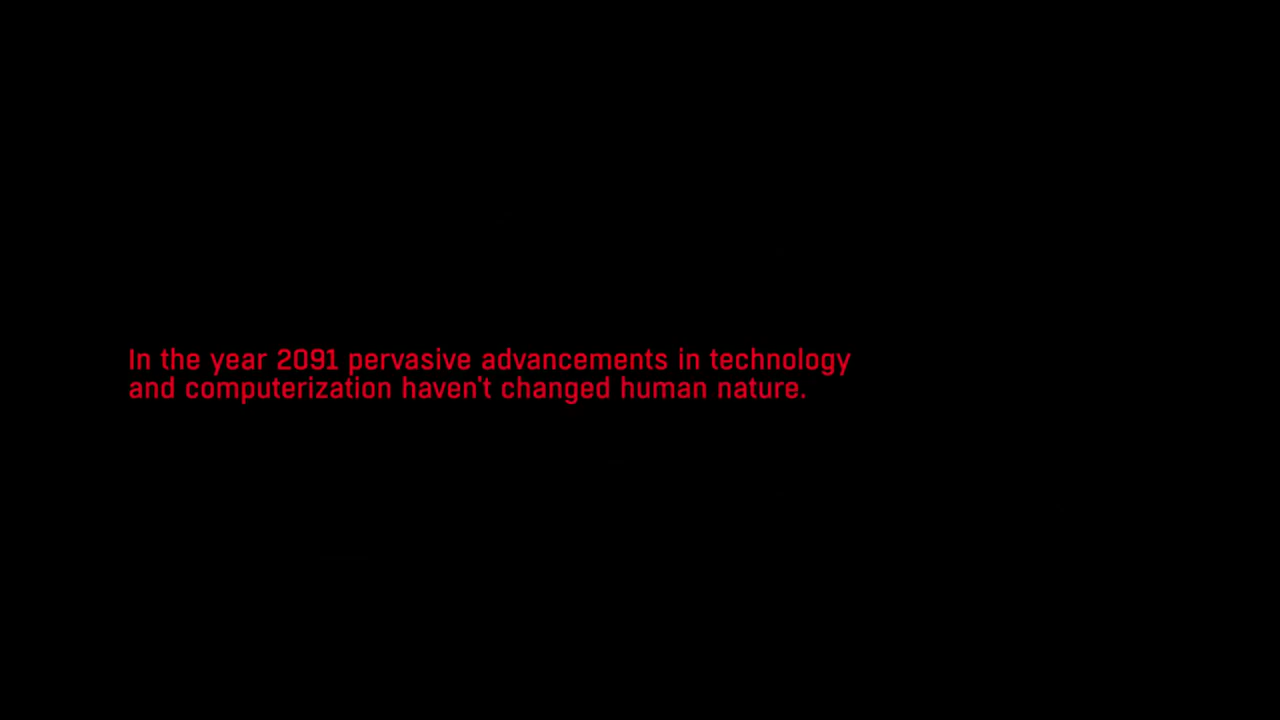 In the year 2091 pervasive advancements in technology
and computerization haven't changed human nature.